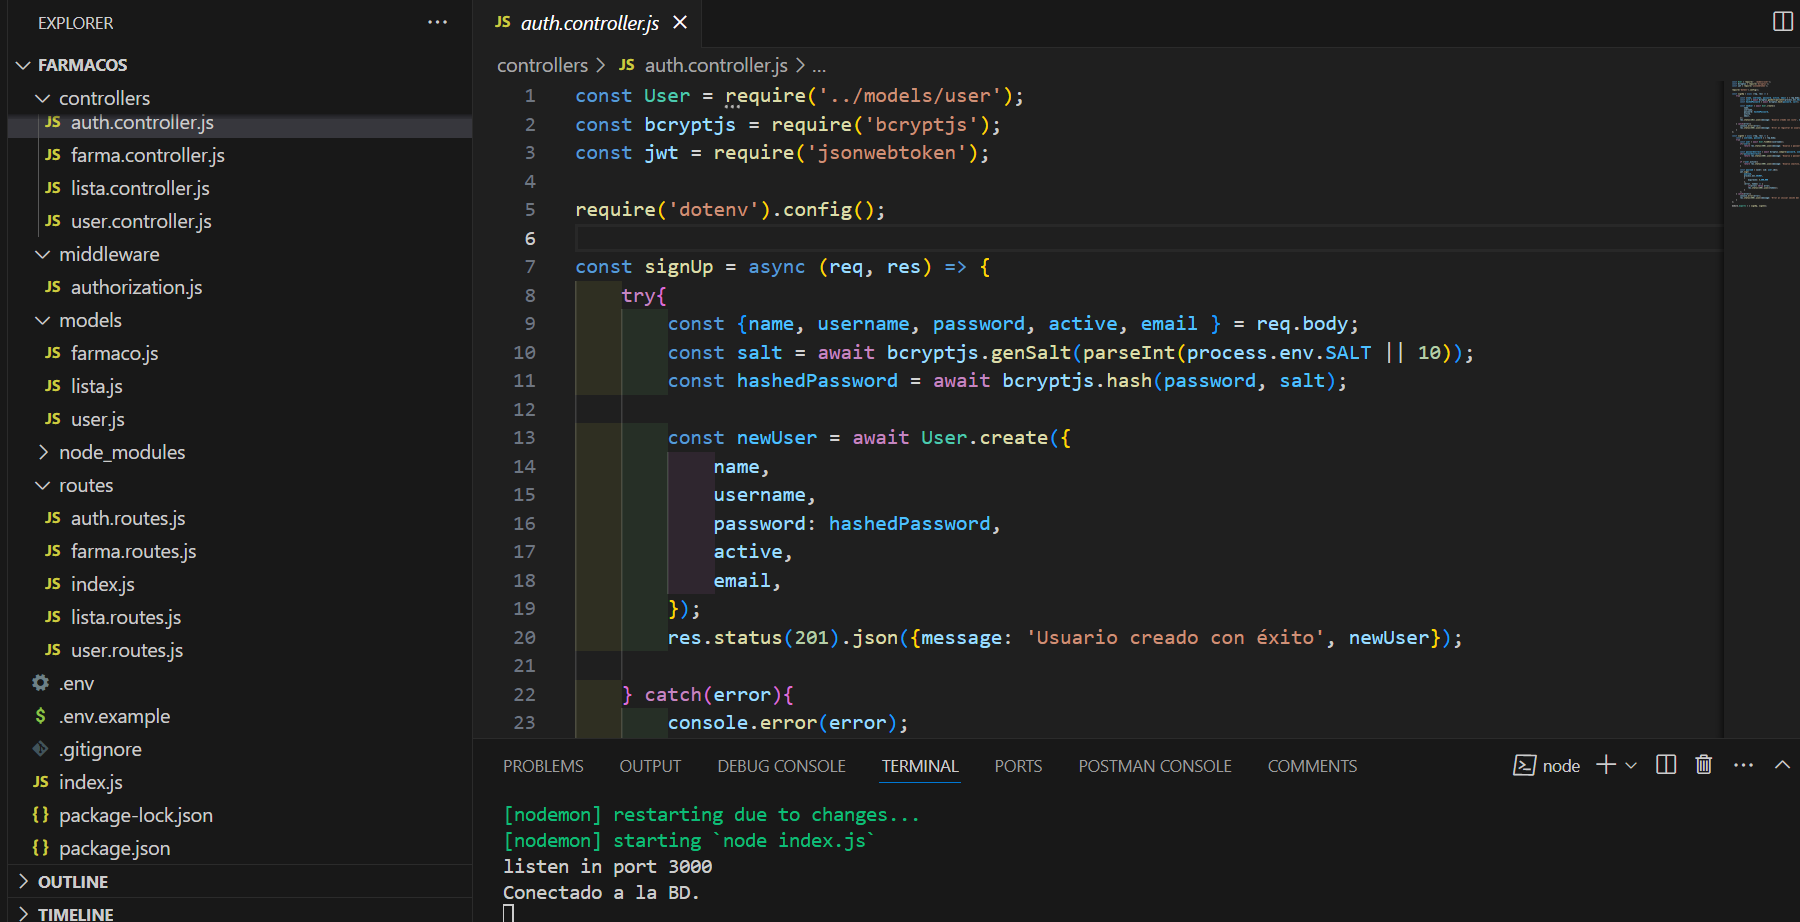 EXPLORER
FARMACOS
controllers
JS auth.controller.js
JS farma.controller.js
JS lista.controller.js
JS user.controller.js
middleware
JS authorization.js
models
JS farmaco.js
JS lista.js
JS user.js
node_modules
routes
JS auth.routes.js
JS farma.routes.js
JS index.js
JS lista.routes.js
JS user.routes.js
.env
$ .env.example
.gitignore
JS index.js
{} package-lock.json
{} package.json
OUTLINE
TIMELINE
JS auth.controller.js
controllers > JS auth.controller.js > ...
1 const User = require('../models/user');
2 const bcryptjs = require('bcryptjs');
3 const jwt = require('jsonwebtoken');
4
5 require('dotenv').config();
6
7 const signUp = async (req, res) => {
8 try{
9 const {name, username, password, active, email } = req.body;
10 const salt = await bcryptjs.genSalt(parseInt(process.env.SALT || 10));
11 const hashedPassword = await bcryptjs.hash(password, salt);
12
13 const newUser = await User.create({
14 name,
15 username,
16 password: hashedPassword,
17 active,
18 email,
19 });
20 res.status(201).json({message: 'Usuario creado con éxito', newUser});
21
22 } catch(error){
23 console.error(error);
PROBLEMS OUTPUT DEBUG CONSOLE TERMINAL PORTS POSTMAN CONSOLE COMMENTS node
[nodemon] restarting due to changes...
[nodemon] starting `node index.js`
listen in port 3000
Conectado a la BD.